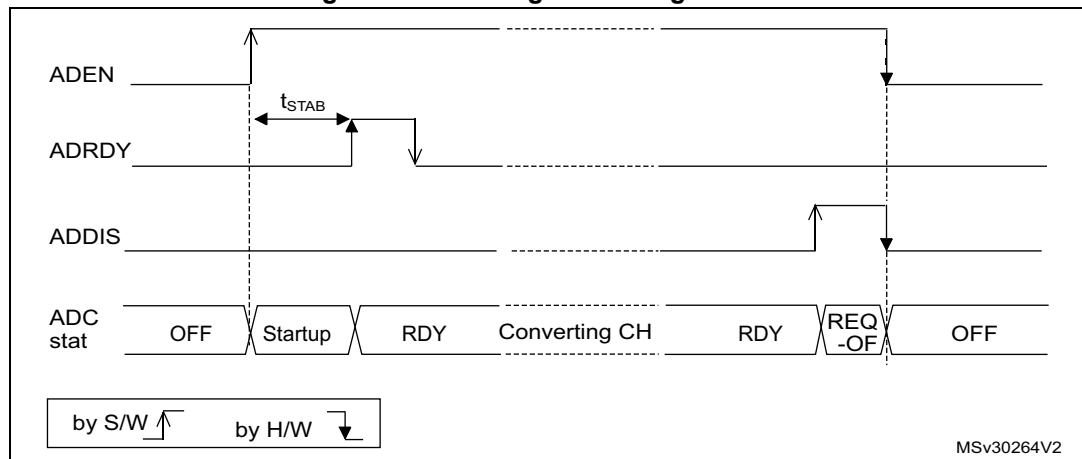 ADEN
tSTAB
ADRDY
ADDIS
ADC
stat
OFF
Startup
RDY
Converting CH
RDY
REQ
-OF
OFF
by S/W
by H/W
MSv30264V2